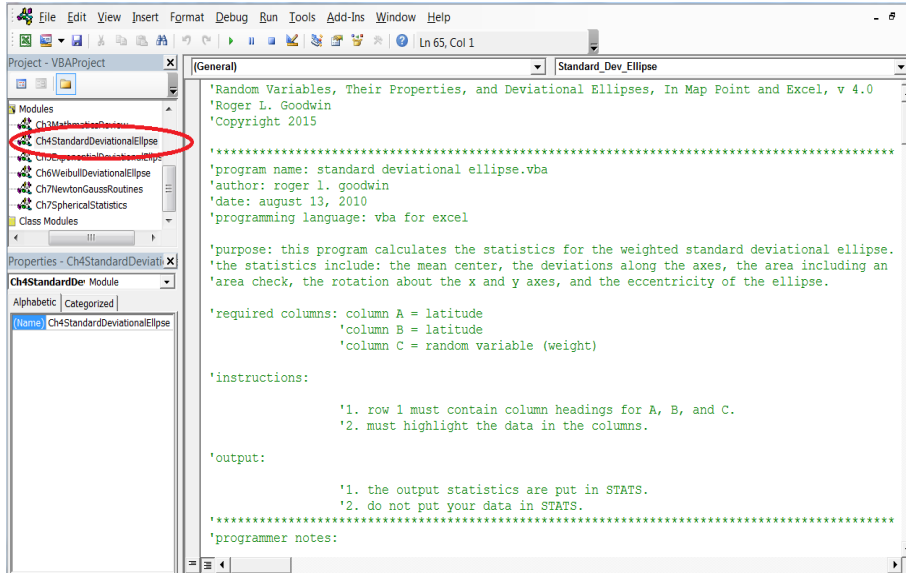 File Edit View Insert Format Debug Run Tools Add-Ins Window Help
Ln 65, Col 1
Project - VBAProject
Modules
Ch3MathmaticsReview
Ch4StandardDeviationalEllpse
Ch5ExponentialDeviationalEllps
Ch6WeibullDeviationalEllpse
Ch7NewtonGaussRoutines
Ch7SphericalStatistics
Class Modules
Properties - Ch4StandardDeviati
Ch4StandardDe Module
Alphabetic Categorized
(Name) Ch4StandardDeviationalEllpse
(General) Standard_Dev_Ellipse
'Random Variables, Their Properties, and Deviational Ellipses, In Map Point and Excel, v 4.0
'Roger L. Goodwin
'Copyright 2015
'**********************************************************************************************
'program name: standard deviational ellipse.vba
'author: roger l. goodwin
'date: august 13, 2010
'programming language: vba for excel
'purpose: this program calculates the statistics for the weighted standard deviational ellipse.
'the statistics include: the mean center, the deviations along the axes, the area including an
'area check, the rotation about the x and y axes, and the eccentricity of the ellipse.
'required columns: column A = latitude
'column B = latitude
'column C = random variable (weight)
'instructions:
'1. row 1 must contain column headings for A, B, and C.
'2. must highlight the data in the columns.
'output:
'1. the output statistics are put in STATS.
'2. do not put your data in STATS.
'**********************************************************************************************
'programmer notes: